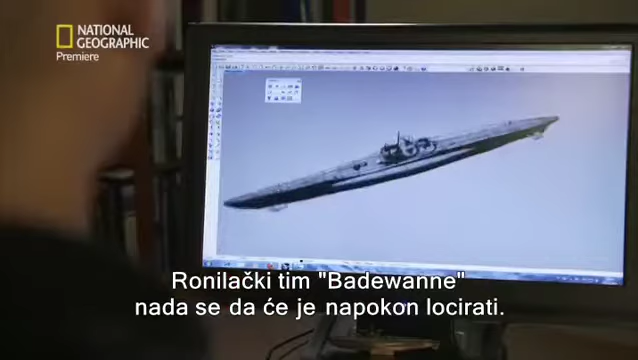 NATIONAL
GEOGRAPHIC
Premiere
Ronilački tim "Badewanne"
nada se da će je napokon locirati.